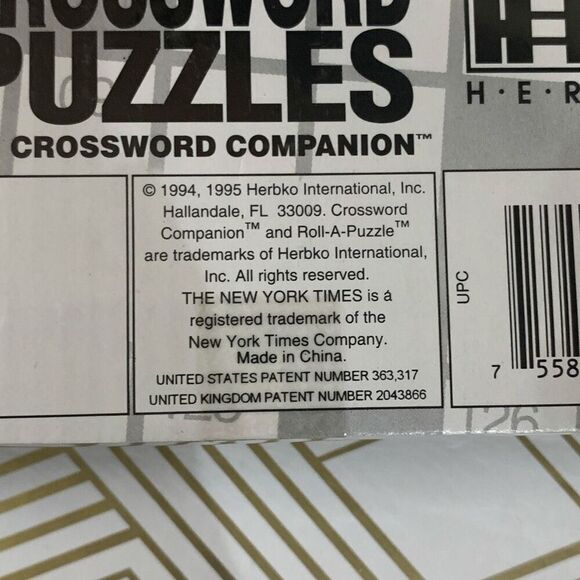 CROSSWORD
PUZZLES
H·E·R
CROSSWORD COMPANION™
© 1994, 1995 Herbko International, Inc.
Hallandale, FL 33009. Crossword
Companion™ and Roll-A-Puzzle™
are trademarks of Herbko International,
Inc. All rights reserved.
THE NEW YORK TIMES is á
registered trademark of the
New York Times Company.
Made in China.
UNITED STATES PATENT NUMBER 363,317
UNITED KINGDOM PATENT NUMBER 2043866
UPC
7 558
126